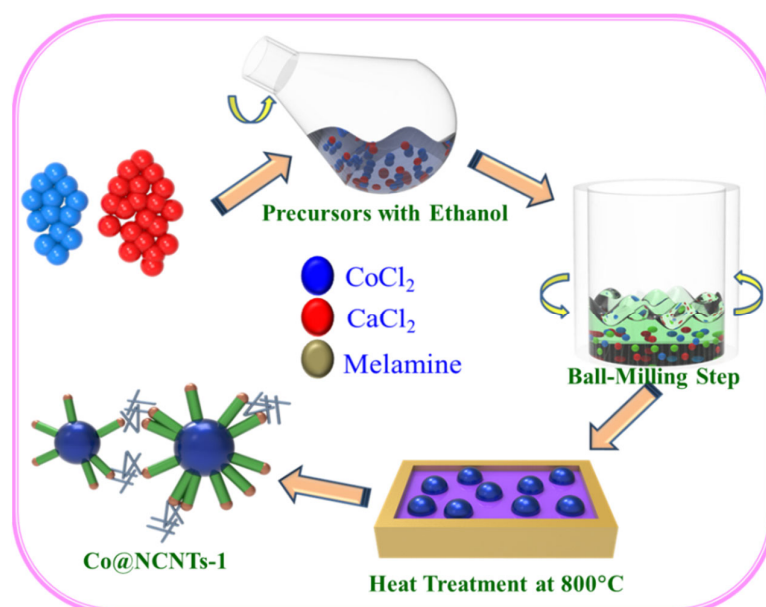 Precursors with Ethanol
CoCl₂
CaCl₂
Melamine
Ball-Milling Step
Heat Treatment at 800°C
Co@NCNTs-1